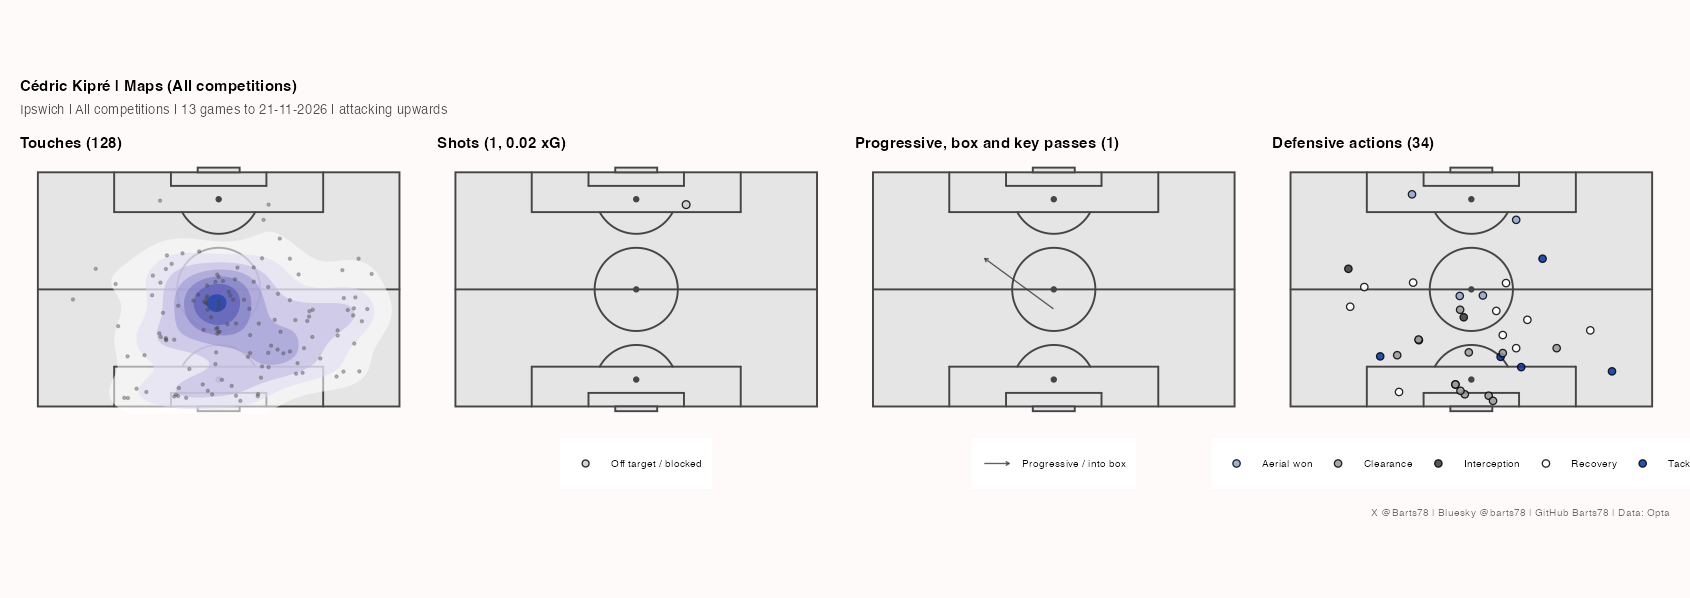 Cédric Kipré | Maps (All competitions)
Ipswich | All competitions | 13 games to 21-11-2026 | attacking upwards
Touches (128)
Shots (1, 0.02 xG)
Progressive, box and key passes (1)
Defensive actions (34)
Off target / blocked
Progressive / into box
Aerial won
Clearance
Interception
Recovery
Tack
X @Barts78 | Bluesky @barts78 | GitHub Barts78 | Data: Opta